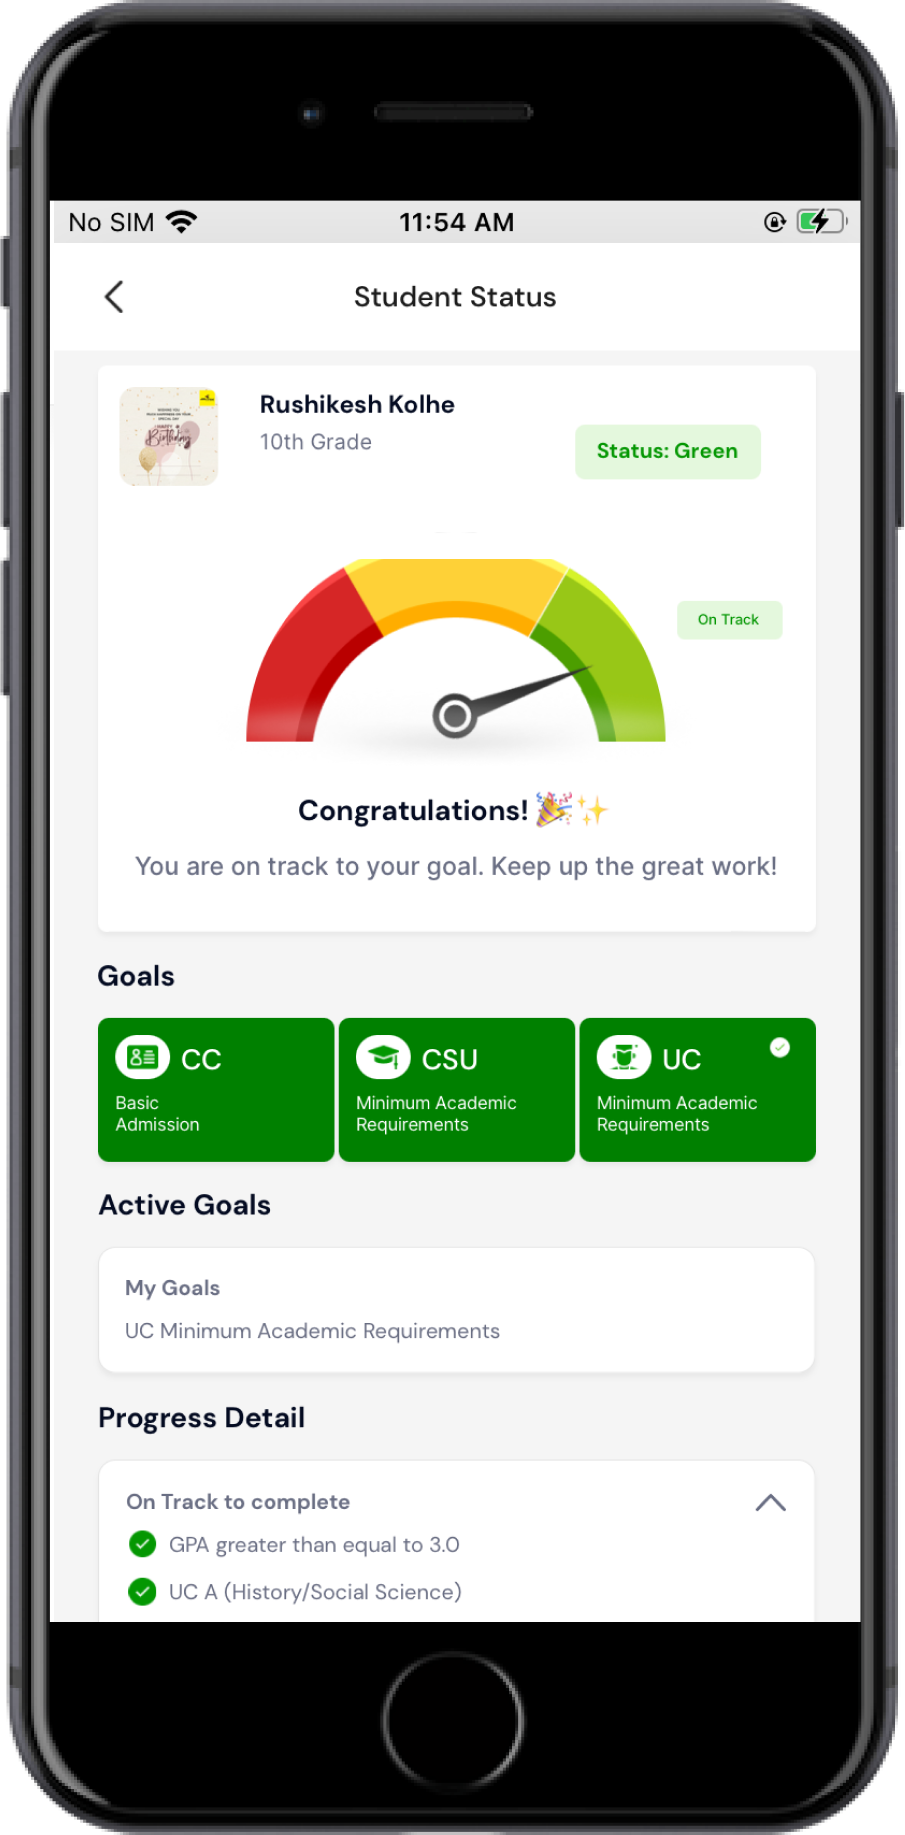 No SIM
11:54 AM
Student Status
Rushikesh Kolhe
10th Grade
Status: Green
HAPPY
Birthday
On Track
Congratulations! 🎉✨
You are on track to your goal. Keep up the great work!
Goals
CC
Basic
Admission
CSU
Minimum Academic
Requirements
UC
Minimum Academic
Requirements
Active Goals
My Goals
UC Minimum Academic Requirements
Progress Detail
On Track to complete
GPA greater than equal to 3.0
UC A (History/Social Science)